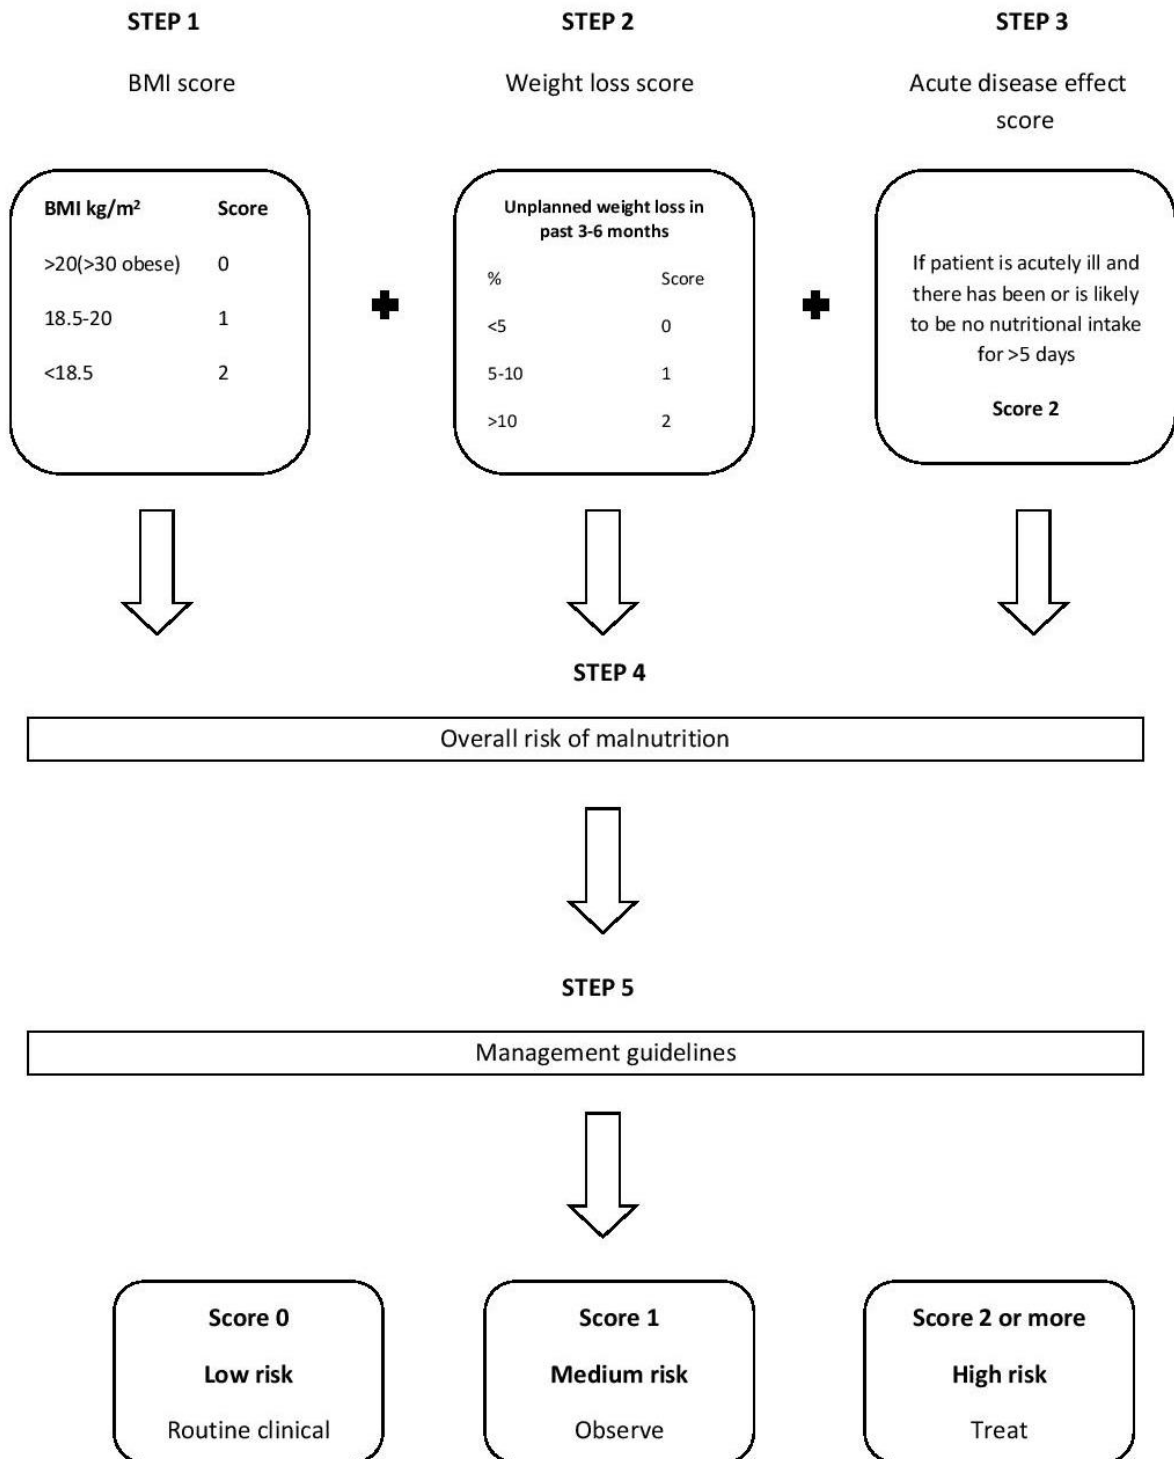 STEP 1
BMI score
BMI kg/m² Score
>20(>30 obese) 0
18.5-20 1
<18.5 2
STEP 2
Weight loss score
Unplanned weight loss in
past 3-6 months
% Score
<5 0
5-10 1
>10 2
STEP 3
Acute disease effect
score
If patient is acutely ill and
there has been or is likely
to be no nutritional intake
for >5 days
Score 2
STEP 4
Overall risk of malnutrition
STEP 5
Management guidelines
Score 0
Low risk
Routine clinical
Score 1
Medium risk
Observe
Score 2 or more
High risk
Treat